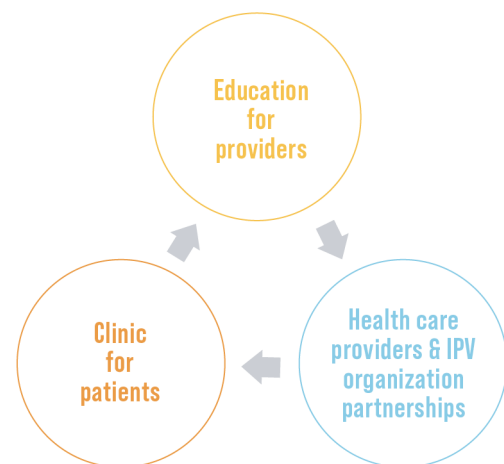 Education
for
providers
Clinic
for
patients
Health care
providers & IPV
organization
partnerships